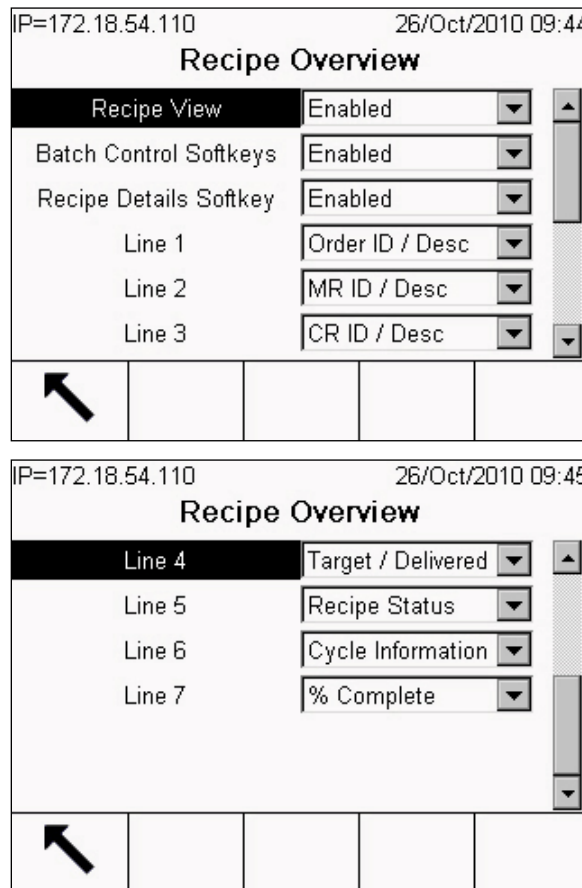 IP=172.18.54.110 26/Oct/2010 09:44
Recipe Overview
Recipe View Enabled
Batch Control Softkeys Enabled
Recipe Details Softkey Enabled
Line 1 Order ID / Desc
Line 2 MR ID / Desc
Line 3 CR ID / Desc
IP=172.18.54.110 26/Oct/2010 09:45
Recipe Overview
Line 4 Target / Delivered
Line 5 Recipe Status
Line 6 Cycle Information
Line 7 % Complete